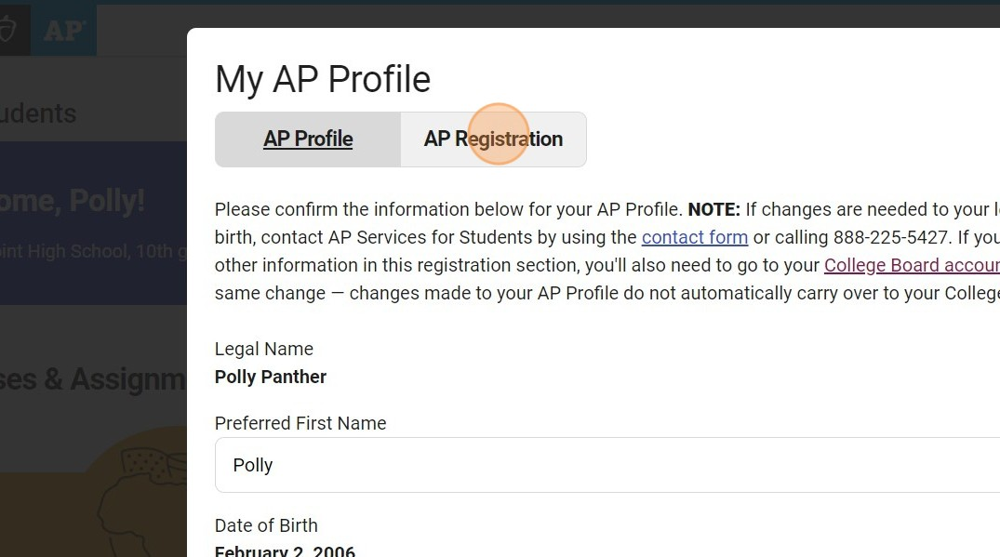 AP
udents
ome, Polly!
oint High School, 10th g
ses & Assignm
My AP Profile
AP Profile
AP Registration
Please confirm the information below for your AP Profile. NOTE: If changes are needed to your l
birth, contact AP Services for Students by using the contact form or calling 888-225-5427. If you
other information in this registration section, you'll also need to go to your College Board accoun
same change — changes made to your AP Profile do not automatically carry over to your College
Legal Name
Polly Panther
Preferred First Name
Polly
Date of Birth
February 2, 2006